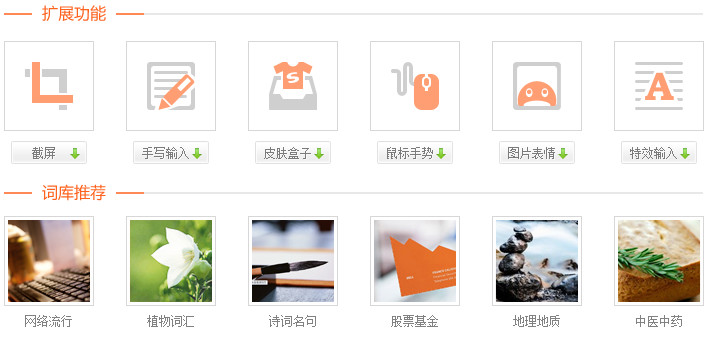 扩展功能
截屏 手写输入 皮肤盒子 鼠标手势 图片表情 特效输入
词库推荐
网络流行 植物词汇 诗词名句 股票基金 地理地质 中医中药